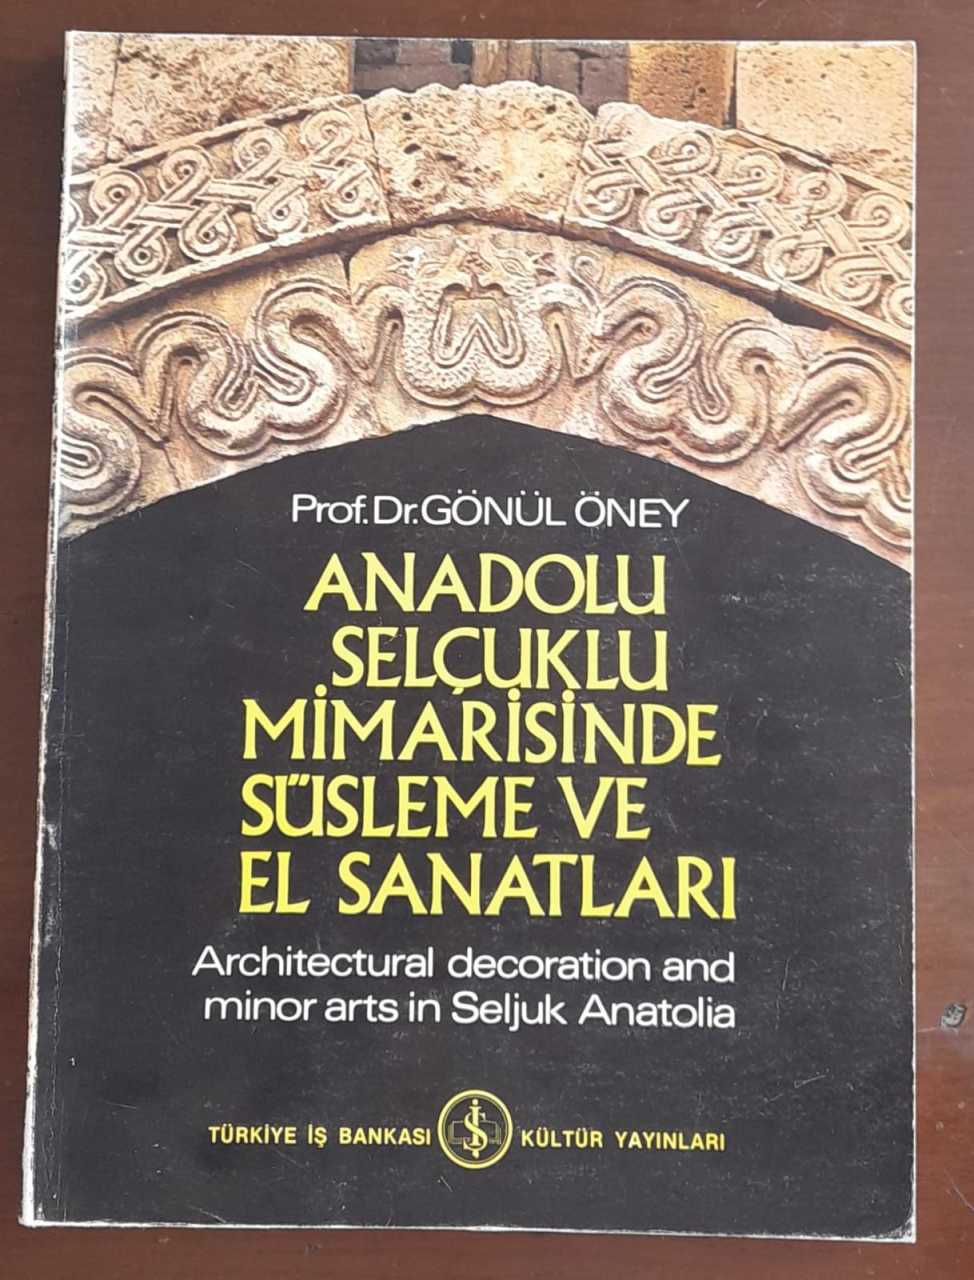 Prof.Dr.GÖNÜL ÖNEY
ANADOLU
SELÇUKLU
MİMARİSİNDE
SÜSLEME VE
EL SANATLARI
Architectural decoration and
minor arts in Seljuk Anatolia
TÜRKİYE İŞ BANKASI İŞ KÜLTÜR YAYINLARI